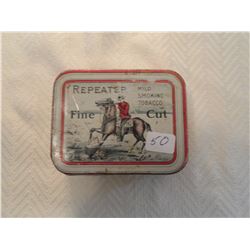 REPEATER
MILD
SMOKING
TOBACCO
Fine Cut
50